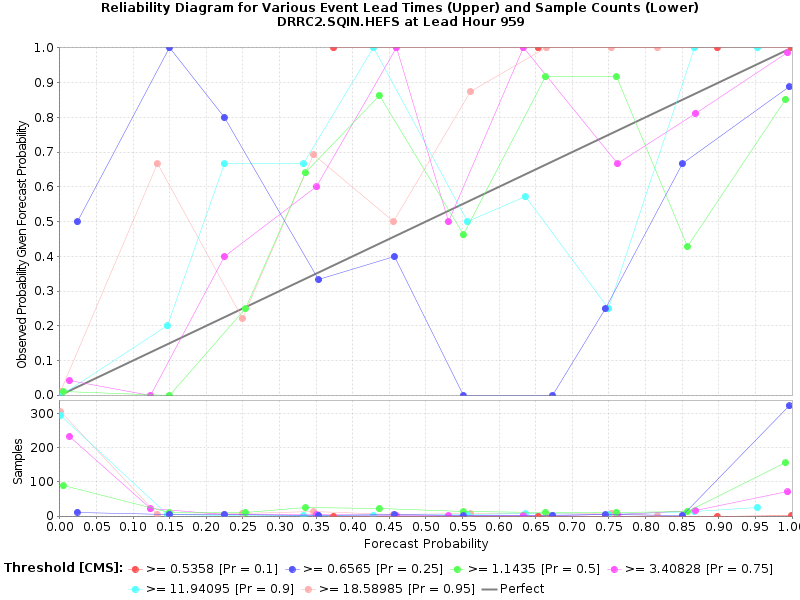 Reliability Diagram for Various Event Lead Times (Upper) and Sample Counts (Lower)
DRRC2.SQIN.HEFS at Lead Hour 959
Observed Probability Given Forecast Probability
1.0
0.9
0.8
0.7
0.6
0.5
0.4
0.3
0.2
0.1
0.0
Samples
300
200
100
0
0.00 0.05 0.10 0.15 0.20 0.25 0.30 0.35 0.40 0.45 0.50 0.55 0.60 0.65 0.70 0.75 0.80 0.85 0.90 0.95 1.0
Forecast Probability
Threshold [CMS]: >= 0.5358 [Pr = 0.1] >= 0.6565 [Pr = 0.25] >= 1.1435 [Pr = 0.5] >= 3.40828 [Pr = 0.75]
>= 11.94095 [Pr = 0.9] >= 18.58985 [Pr = 0.95] Perfect